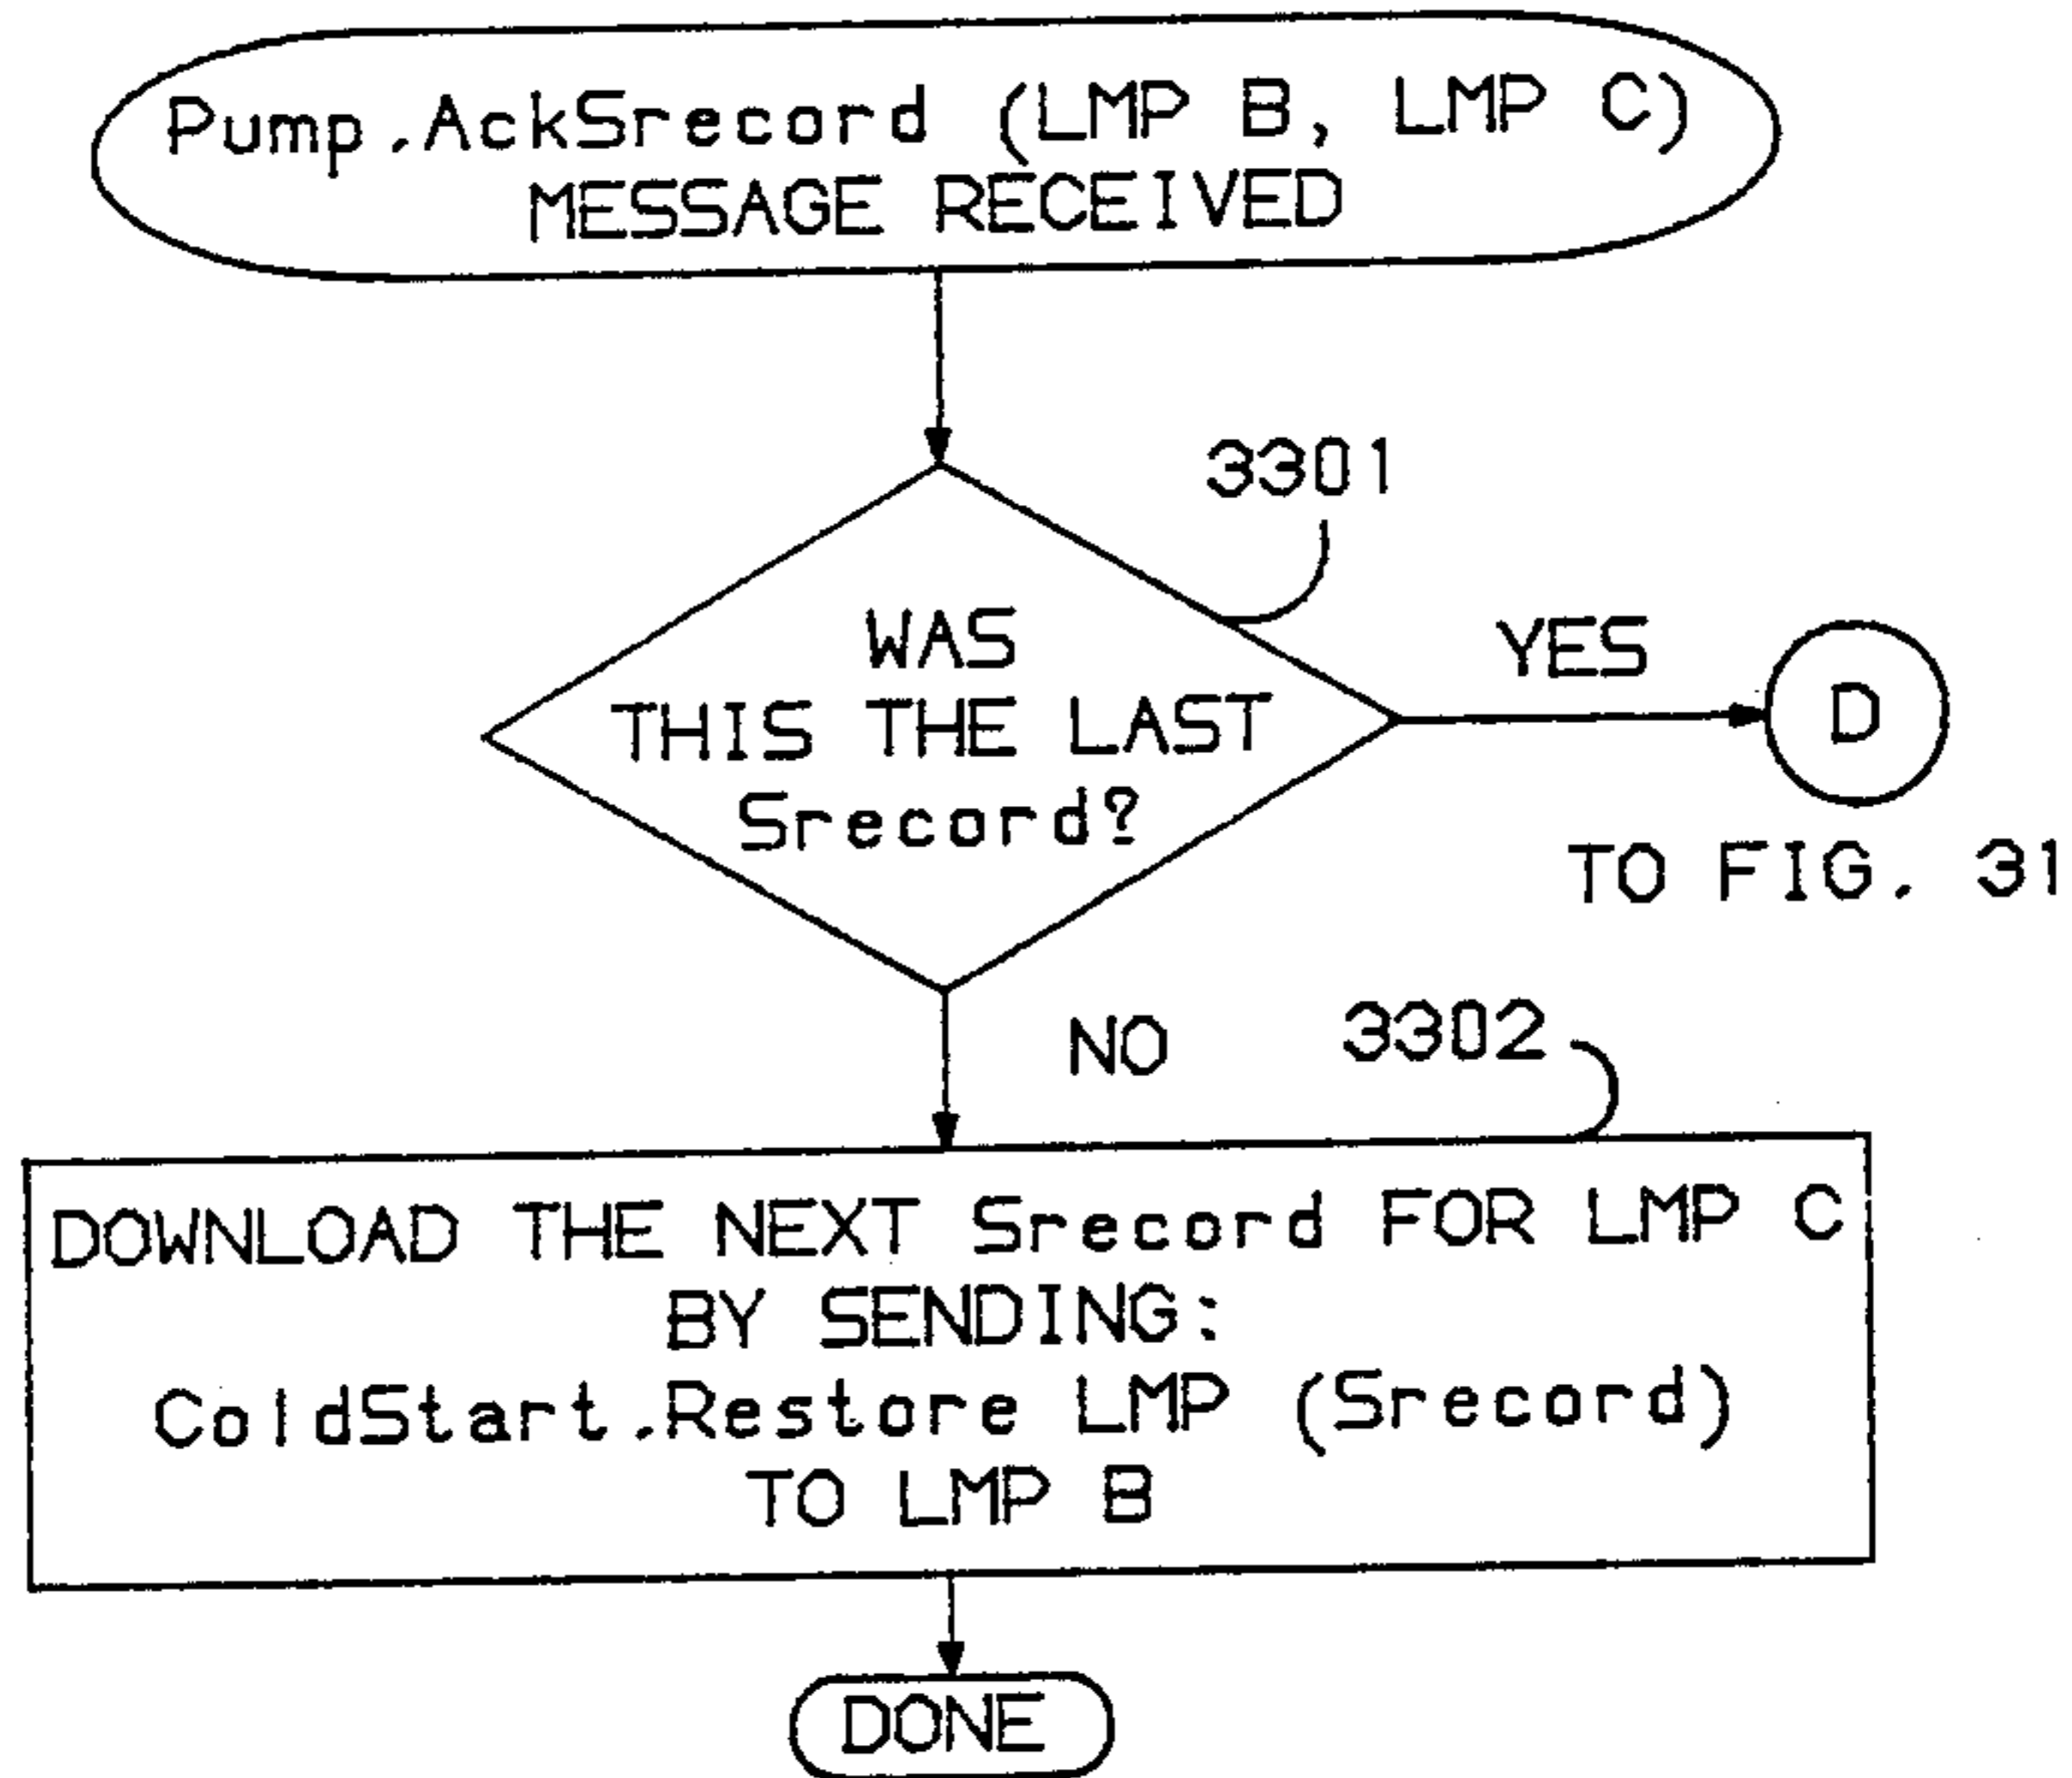 Pump.AckSrecord (LMP B, LMP C)
MESSAGE RECEIVED
3301
WAS
THIS THE LAST
Srecord?
YES
D
TO FIG. 31
NO
3302
DOWNLOAD THE NEXT Srecord FOR LMP C
BY SENDING:
ColdStart.Restore LMP (Srecord)
TO LMP B
DONE